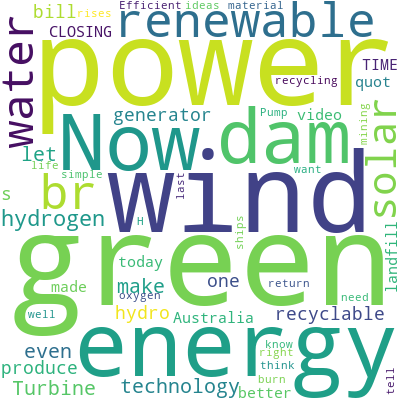 Efficient ideas material
bill rises
renewable
CLOSING
power
TIME
recycling
quot
water
Now
generator
Pump video
dam
mining
let
life
simple
last
want
solar
br
wind
s
hydrogen
H
ships
landfill
green
today
made
make
one
return
need
oxygen
well
hydro
Australia
recyclable
even
energy
know
right
think
produce
burn
Turbine
technology
better
tell